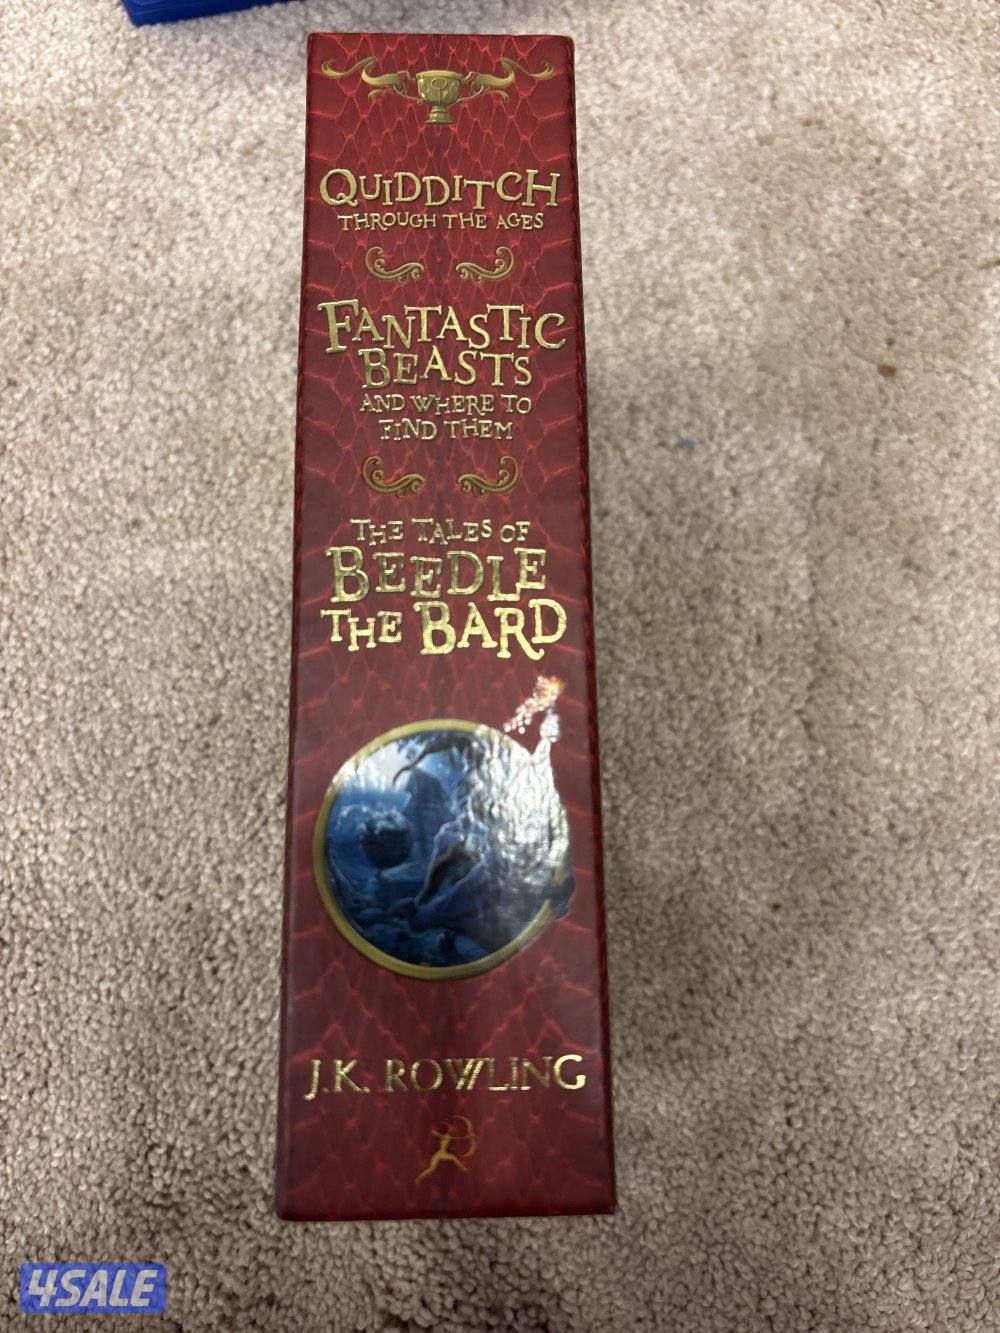 QUIDDITCH
THROUGH THE AGES
FANTASTIC
BEASTS
AND WHERE TO
FIND THEM
THE TALES OF
BEEDLE
THE BARD
J.K. ROWLING
4SALE